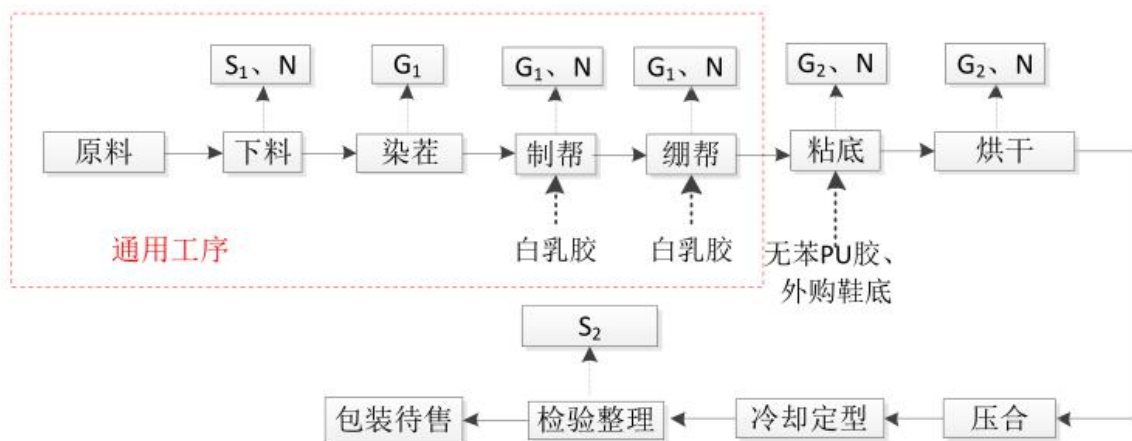 S₁、N
G₁
G₁、N
G₁、N
G₂、N
G₂、N
原料
下料
染茬
制帮
绷帮
粘底
烘干
通用工序
白乳胶
白乳胶
无苯PU胶、
外购鞋底
S₂
包装待售
检验整理
冷却定型
压合